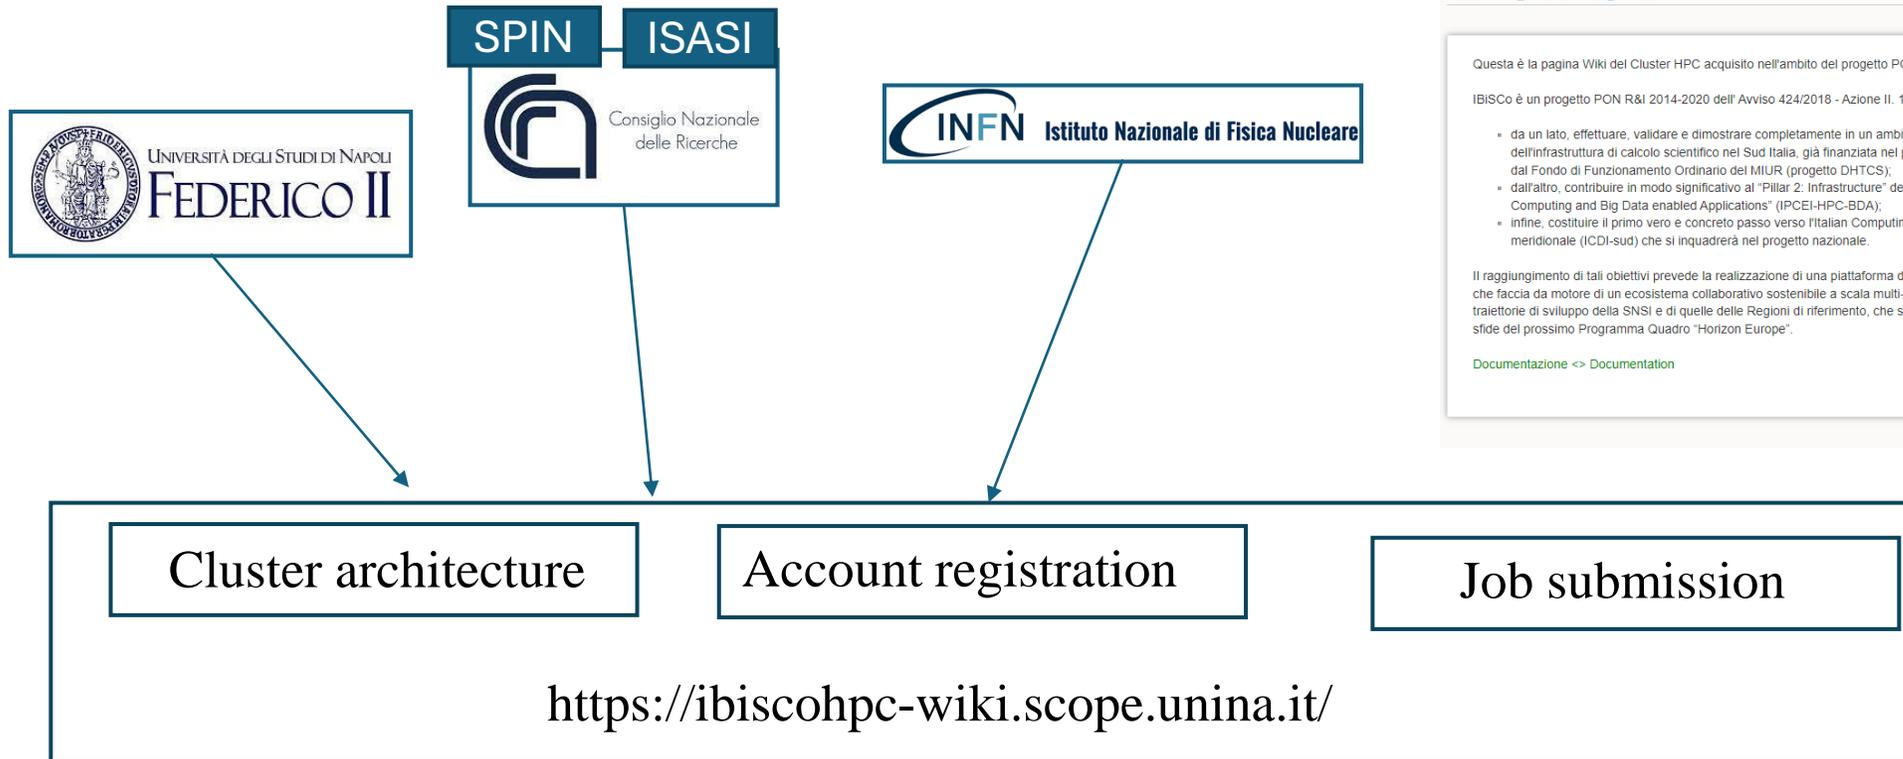 SPIN
ISASI
Consiglio Nazionale
delle Ricerche
UNIVERSITÀ DEGLI STUDI DI NAPOLI
FEDERICO II
INFN Istituto Nazionale di Fisica Nucleare
Questa è la pagina Wiki del Cluster HPC acquisito nell'ambito del progetto
IBiSCo è un progetto PON R&I 2014-2020 dell' Avviso 424/2018 - Azione II.
da un lato, effettuare, validare e dimostrare completamente in un
dell'infrastruttura di calcolo scientifico nel Sud Italia, già finanziata nel
dal Fondo di Funzionamento Ordinario del MIUR (progetto DHTCS);
dall'altro, contribuire in modo significativo al "Pillar 2: Infrastructure"
Computing and Big Data enabled Applications" (IPCEI-HPC-BDA);
infine, costituire il primo vero e concreto passo verso l'Italian
meridionale (ICDI-sud) che si inquadrerà nel progetto nazionale.
Il raggiungimento di tali obiettivi prevede la realizzazione di una piattaforma
che faccia da motore di un ecosistema collaborativo sostenibile a scala multi-
traiettorie di sviluppo della SNSI e di quelle delle Regioni di riferimento, che
sfide del prossimo Programma Quadro "Horizon Europe".
Documentazione <> Documentation
Cluster architecture
Account registration
Job submission
https://ibiscohpc-wiki.scope.unina.it/